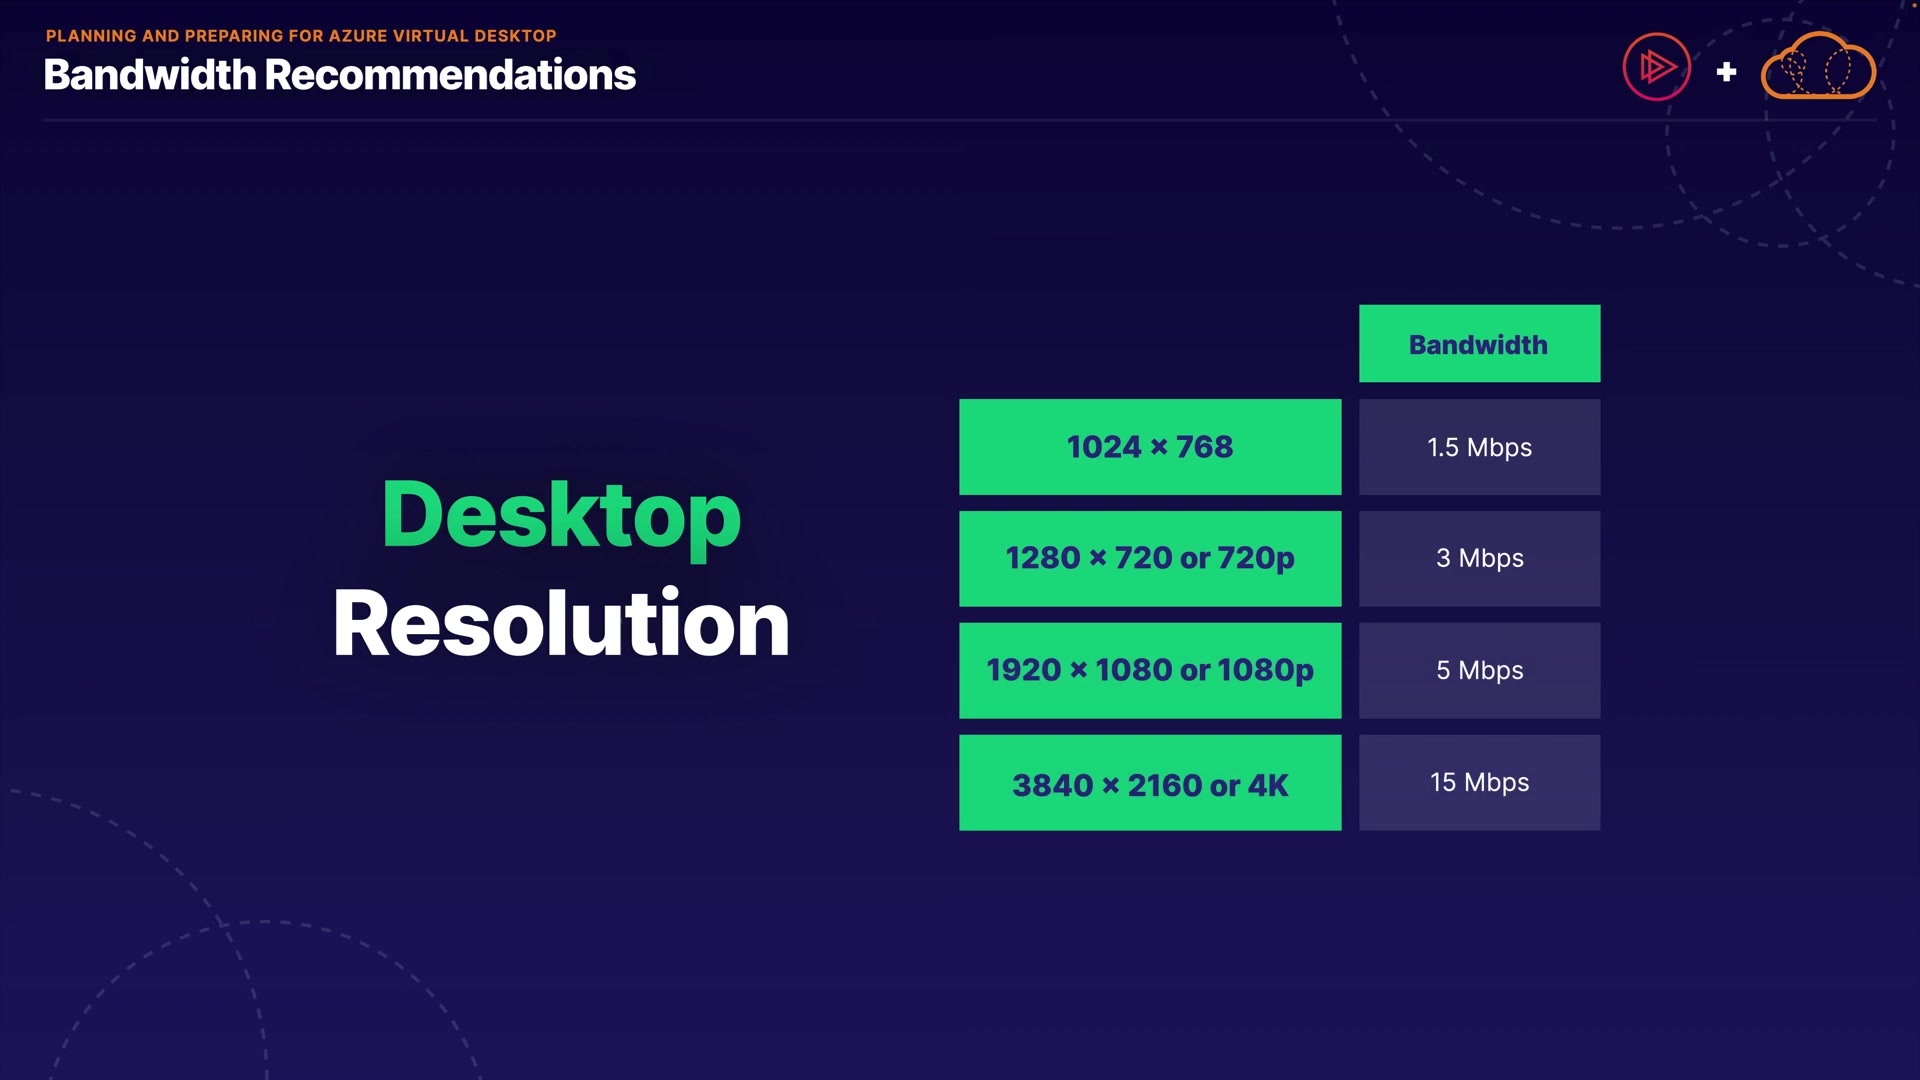 PLANNING AND PREPARING FOR AZURE VIRTUAL DESKTOP
Bandwidth Recommendations
Desktop
Resolution
Bandwidth
1024 × 768
1.5 Mbps
1280 × 720 or 720p
3 Mbps
1920 × 1080 or 1080p
5 Mbps
3840 × 2160 or 4K
15 Mbps